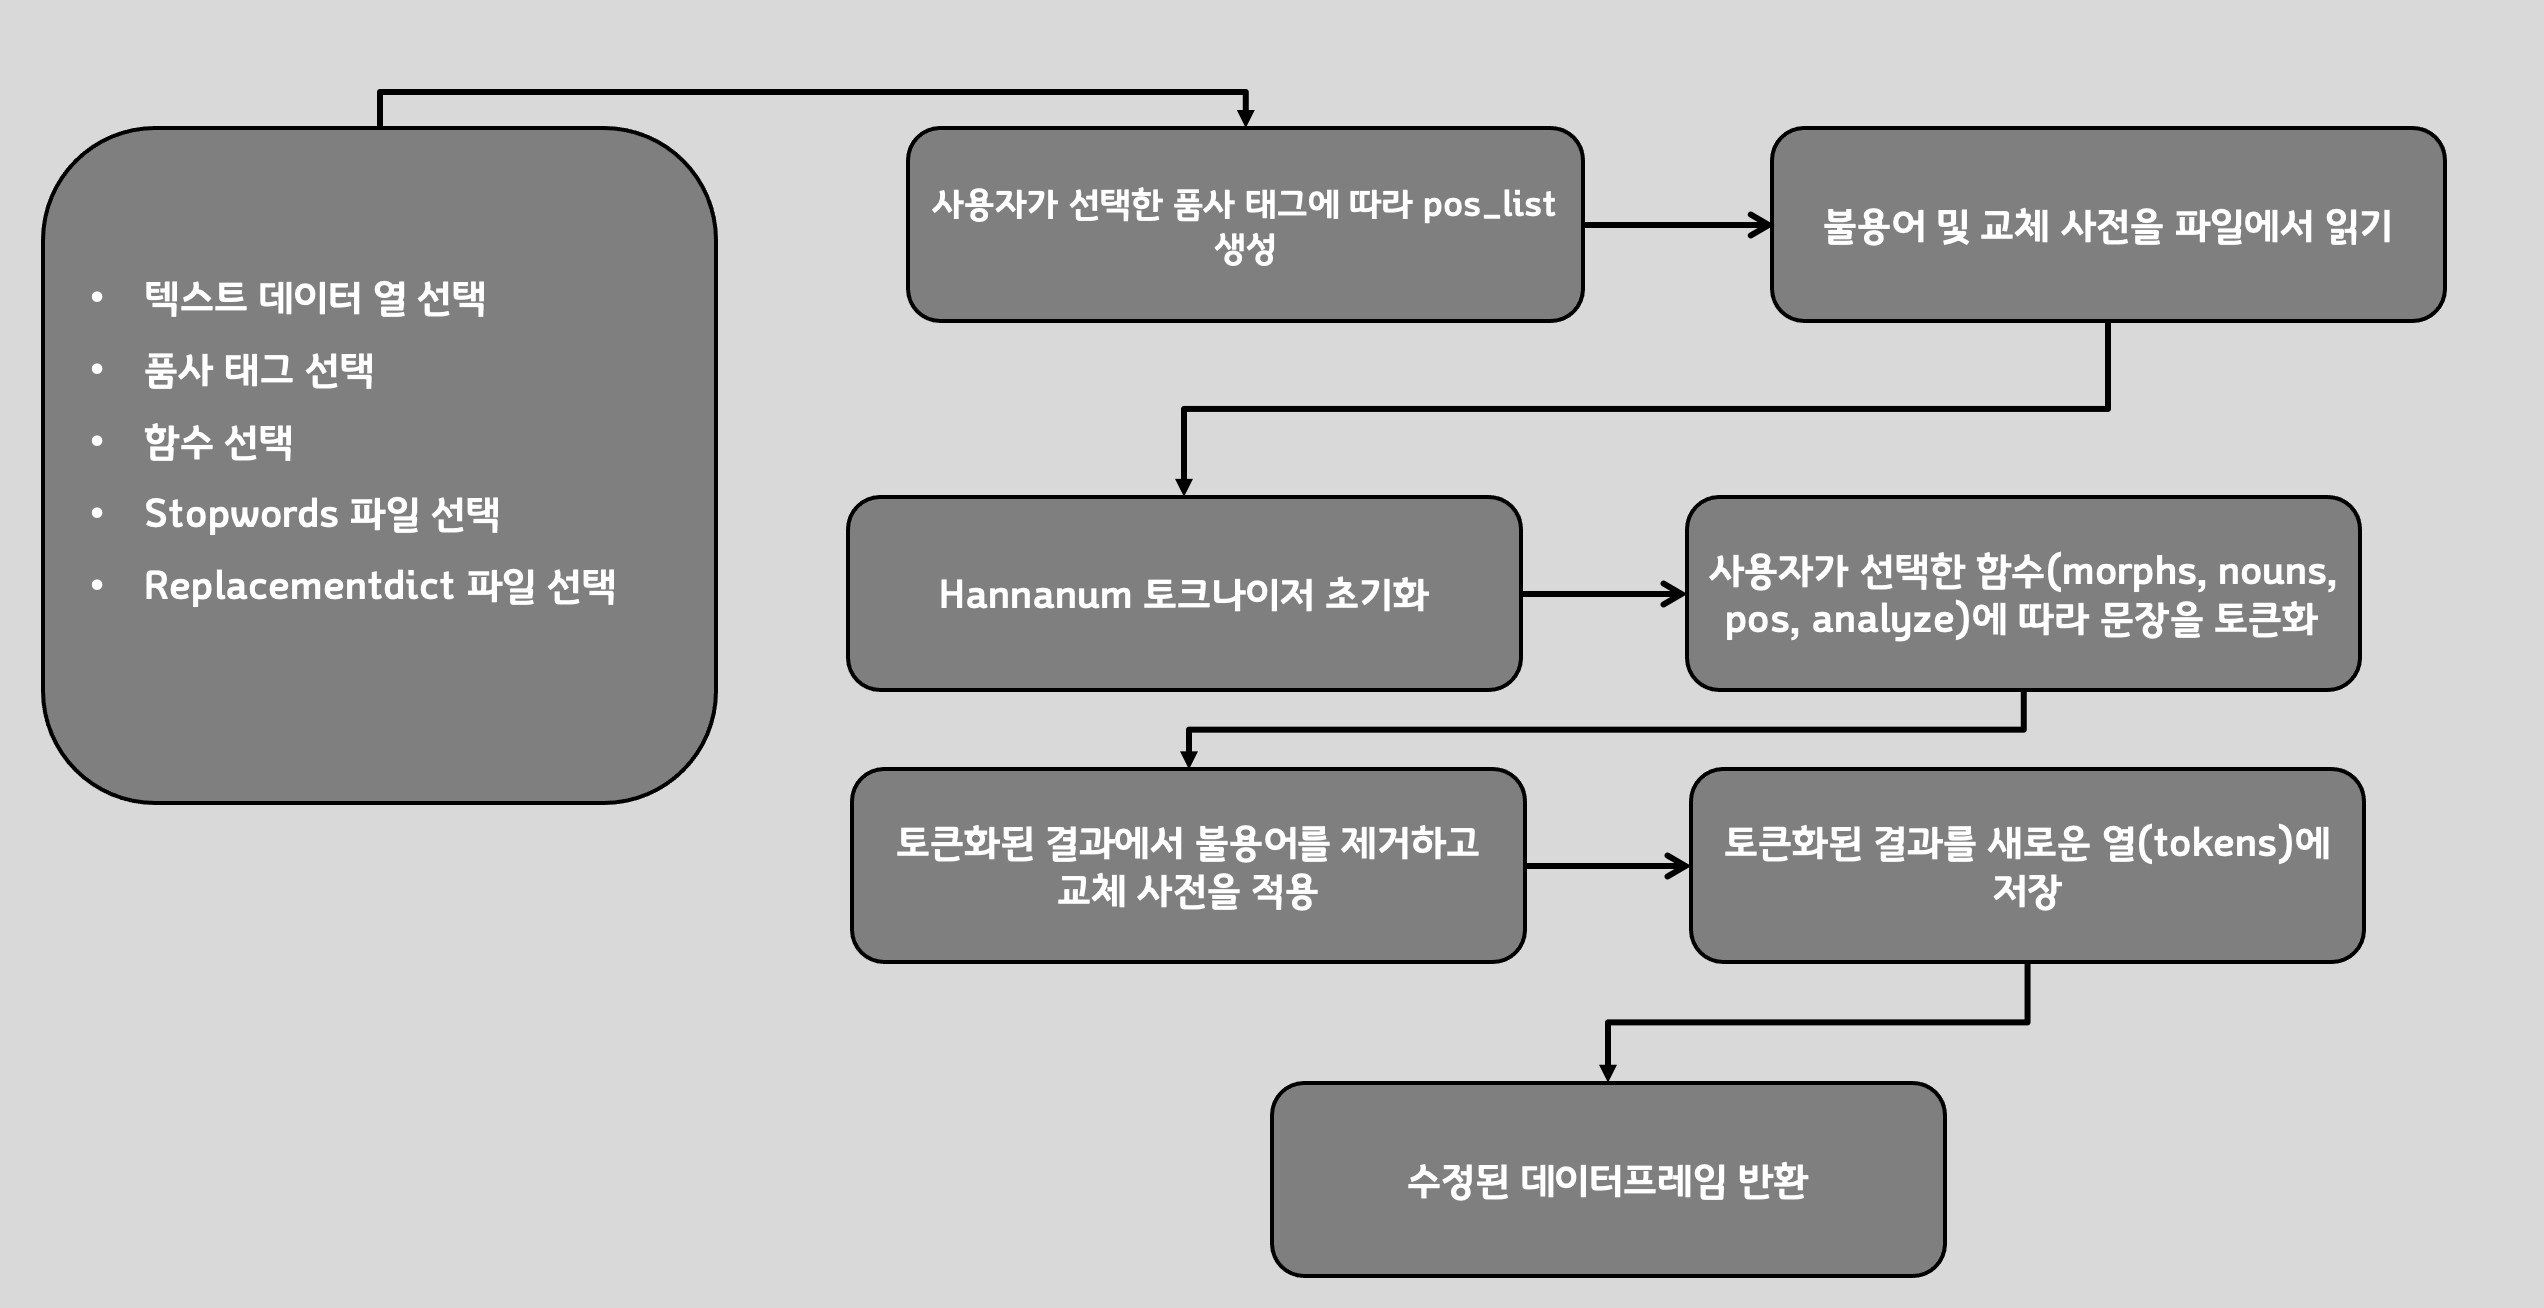 • 텍스트 데이터 열 선택
• 품사 태그 선택
• 함수 선택
• Stopwords 파일 선택
• Replacementdict 파일 선택
사용자가 선택한 품사 태그에 따라 pos_list
생성
불용어 및 교체 사전을 파일에서 읽기
Hannanum 토크나이저 초기화
사용자가 선택한 함수(morphs, nouns,
pos, analyze)에 따라 문장을 토큰화
토큰화된 결과에서 불용어를 제거하고
교체 사전을 적용
토큰화된 결과를 새로운 열(tokens)에
저장
수정된 데이터프레임 반환